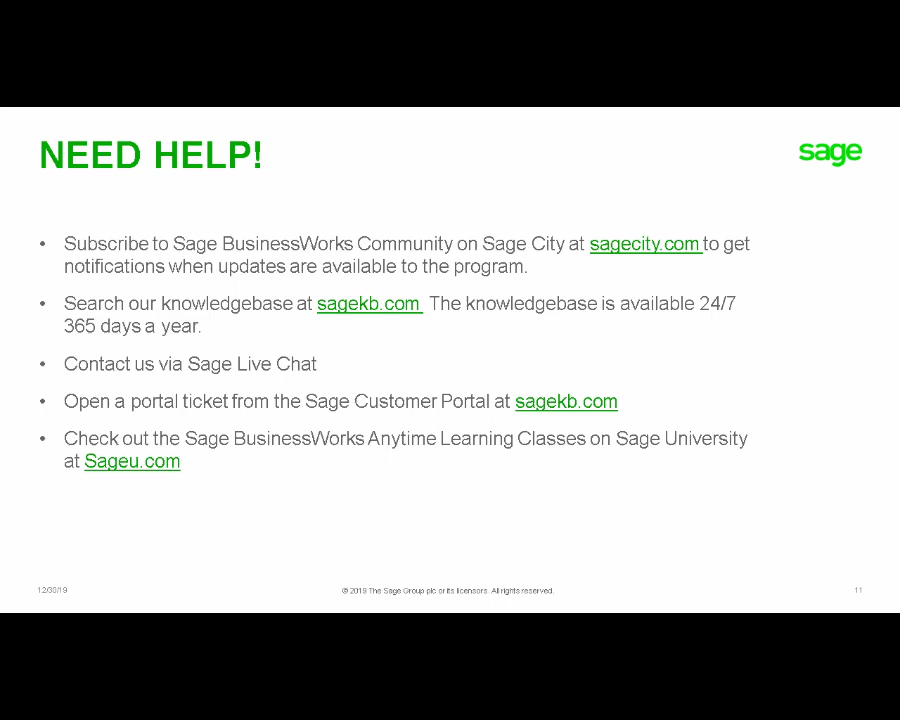 NEED HELP!
sage
• Subscribe to Sage BusinessWorks Community on Sage City at sagecity.com to get
notifications when updates are available to the program.
• Search our knowledgebase at sagekb.com  The knowledgebase is available 24/7
365 days a year.
• Contact us via Sage Live Chat
• Open a portal ticket from the Sage Customer Portal at sagekb.com
• Check out the Sage BusinessWorks Anytime Learning Classes on Sage University
at Sageu.com
12/30/19
© 2019 The Sage Group plc or its licensors. All rights reserved.
11